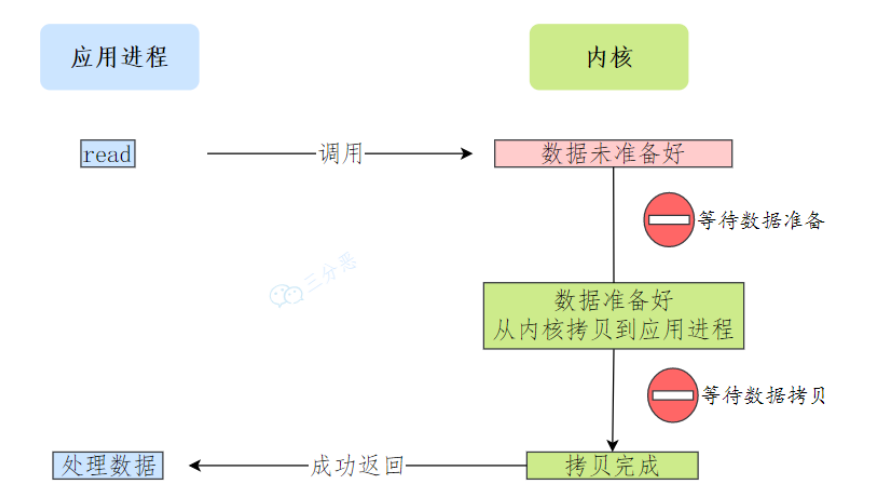 应用进程
内核
read
调用
数据未准备好
等待数据准备
三分恶
数据准备好
从内核拷贝到应用进程
等待数据拷贝
处理数据
成功返回
拷贝完成